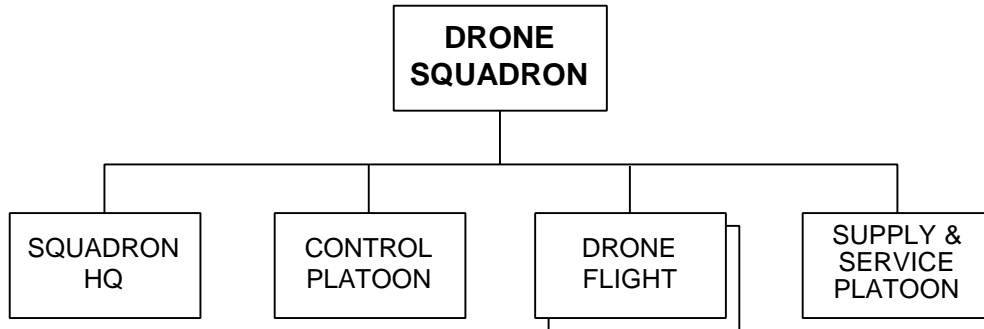 DRONE
SQUADRON
SQUADRON
HQ
CONTROL
PLATOON
DRONE
FLIGHT
SUPPLY &
SERVICE
PLATOON